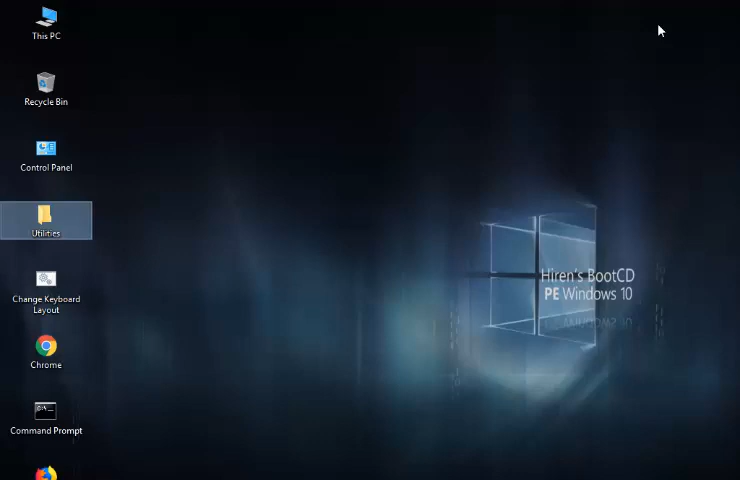 This PC
Recycle Bin
Control Panel
Utilities
Change Keyboard
Layout
Chrome
C:\_
Command Prompt
Hiren's BootCD
PE Windows 10